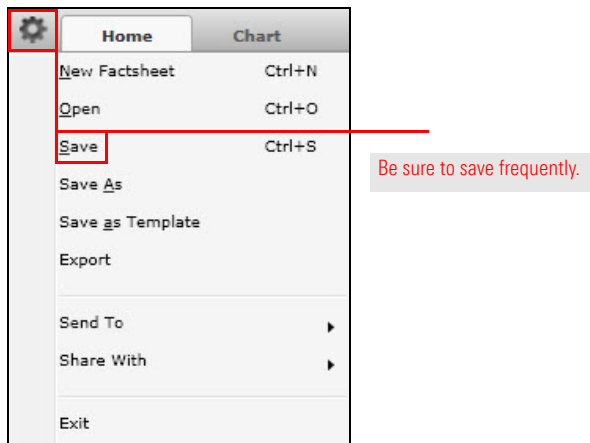 Home Chart
New Factsheet Ctrl+N
Open Ctrl+O
Save Ctrl+S
Be sure to save frequently.
Save As
Save as Template
Export
Send To
Share With
Exit